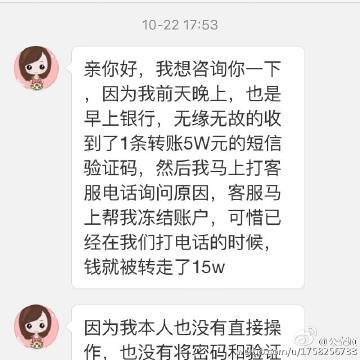 10-22 17:53
亲你好，我想咨询你一下
，因为我前天晚上，也是
早上银行，无缘无故的收
到了1条转账5W元的短信
验证码，然后我马上打客
服电话询问原因，客服马
上帮我冻结账户，可惜已
经在我们打电话的时候，
钱就被转走了15w
因为我本人也没有直接操
作，也没有将密码和验证